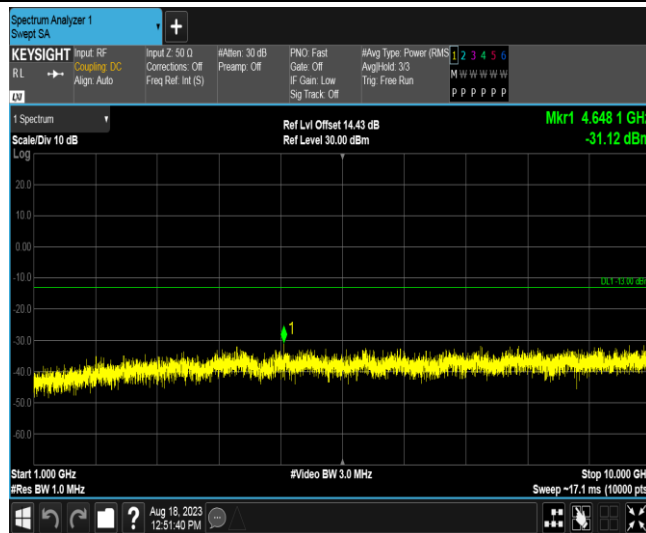 Spectrum Analyzer 1
Swept SA
+
KEYSIGHT
RL
LXI
Input: RF
Coupling: DC
Align: Auto
Input Z: 50 Ω
Corrections: Off
Freq Ref: Int (S)
#Atten: 30 dB
Preamp: Off
PNO: Fast
Gate: Off
IF Gain: Low
Sig Track: Off
#Avg Type: Power (RMS
Avg|Hold: 3/3
Trig: Free Run
1 2 3 4 5 6
M W W W W W
P P P P P P
1 Spectrum
Scale/Div 10 dB
Log
Ref Lvl Offset 14.43 dB
Ref Level 30.00 dBm
Mkr1 4.648 1 GHz
-31.12 dBm
20.0
10.0
0.00
-10.0
DL1 -13.00 dBm
-20.0
-30.0
1
-40.0
-50.0
-60.0
Start 1.000 GHz
#Res BW 1.0 MHz
#Video BW 3.0 MHz
Stop 10.000 GHz
Sweep ~17.1 ms (10000 pts
?
Aug 18, 2023
12:51:40 PM